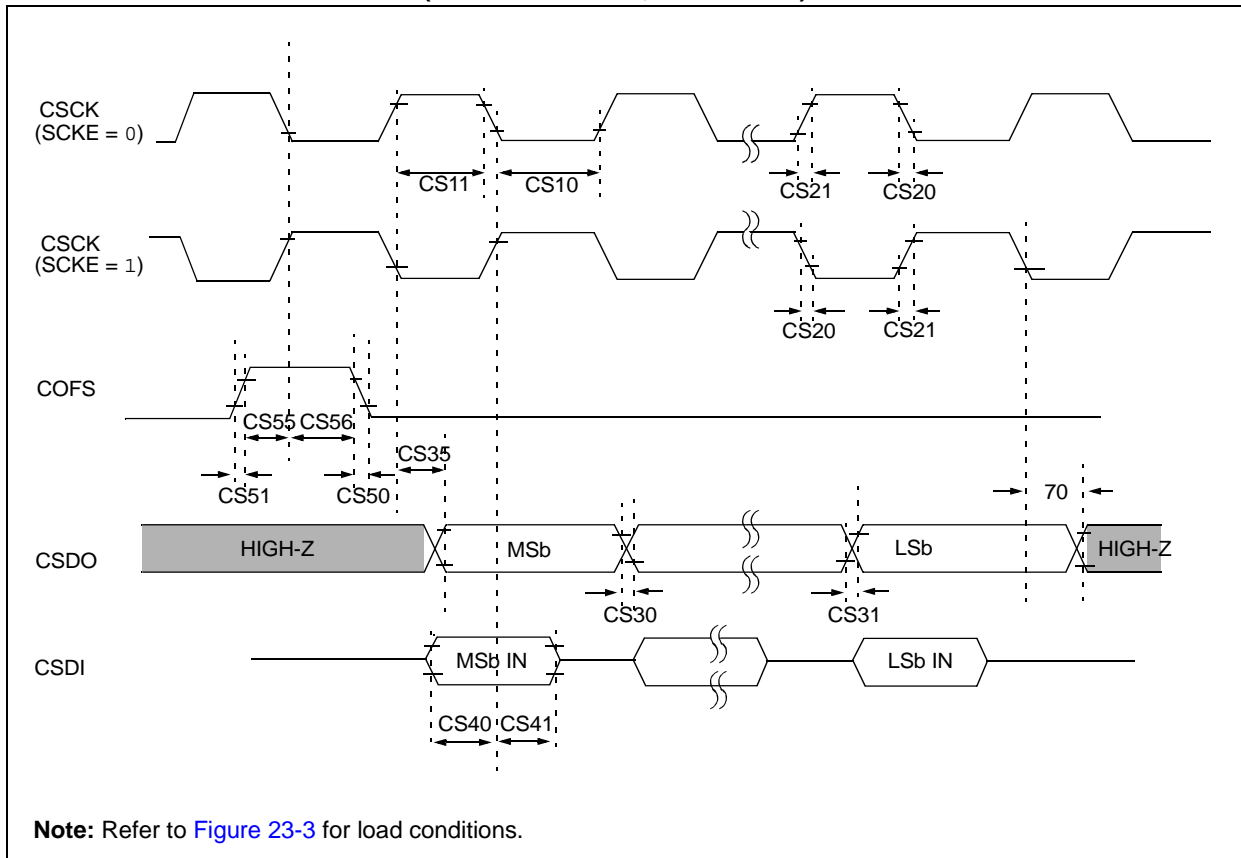 CSCK
(SCKE = 0)
CS11
CS10
CS21
CS20
CSCK
(SCKE = 1)
CS20
CS21
COFS
CS55
CS56
CS35
CS51
CS50
70
HIGH-Z
MSb
LSb
HIGH-Z
CSDO
CS30
CS31
CSDI
MSb IN
LSb IN
CS40
CS41
Note: Refer to Figure 23-3 for load conditions.